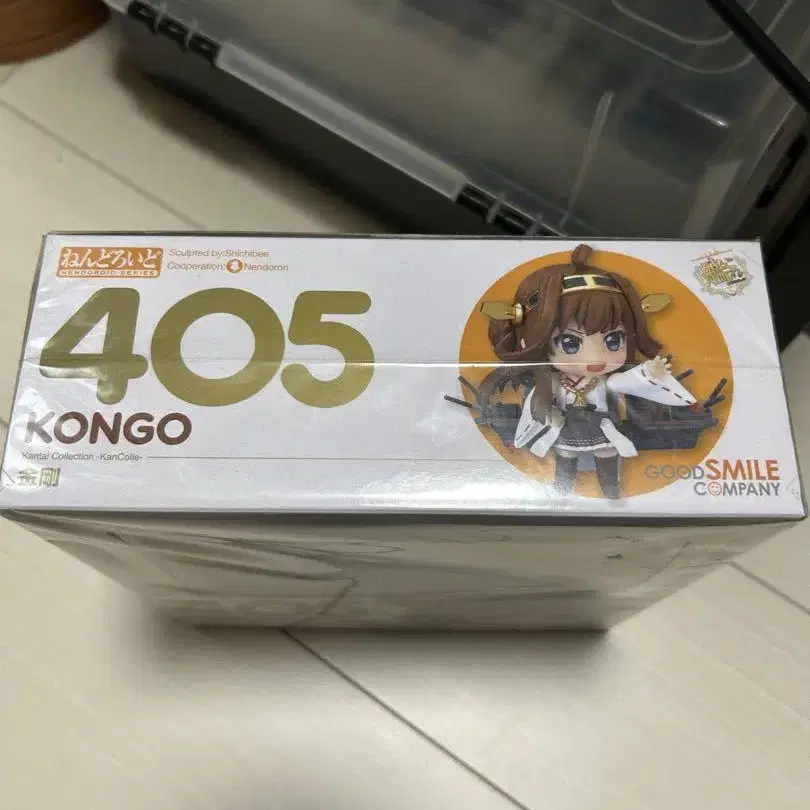 ねんどろいど
NENDOROID SERIES
Sculpted by:Shichibee
Cooperation: Nendoron
405
KONGO
Kantai Collection -KanColle-
金剛
GOOD SMILE
COMPANY